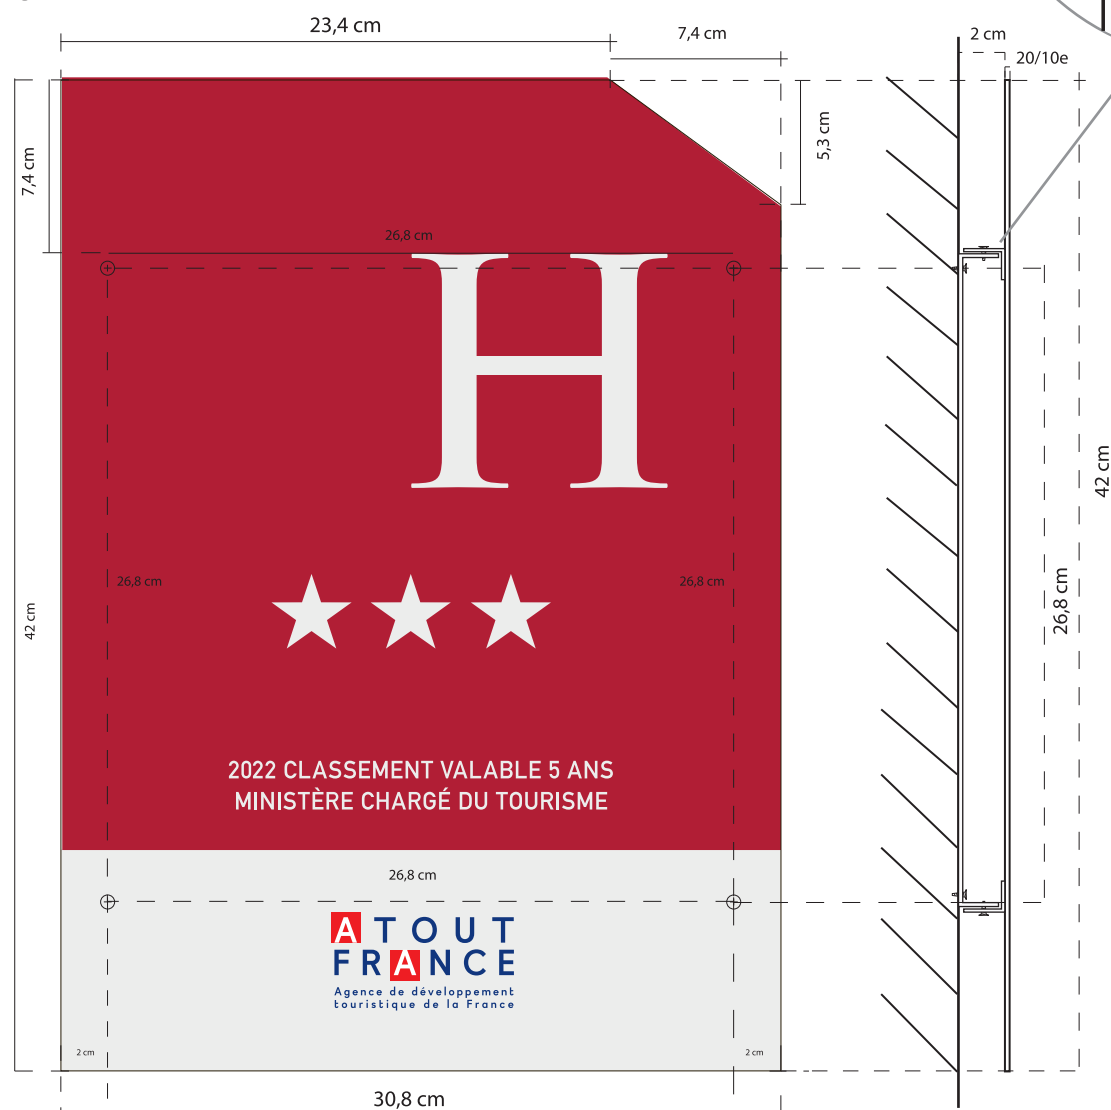 23,4 cm
7,4 cm
2 cm
20/10e
7,4 cm
5,3 cm
26,8 cm
H
26,8 cm
26,8 cm
42 cm
42 cm
26,8 cm
2022 CLASSEMENT VALABLE 5 ANS
MINISTÈRE CHARGÉ DU TOURISME
26,8 cm
ATOUT
FRANCE
Agence de développement
touristique de la France
2 cm
2 cm
30,8 cm